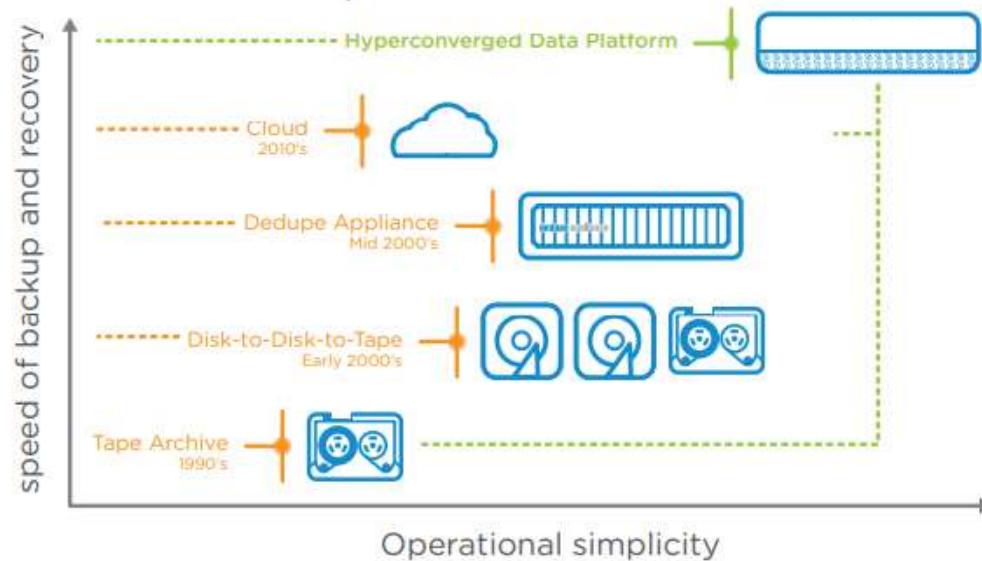 speed of backup and recovery
Hyperconverged Data Platform
Cloud
2010's
Dedupe Appliance
Mid 2000's
Disk-to-Disk-to-Tape
Early 2000's
Tape Archive
1990's
Operational simplicity